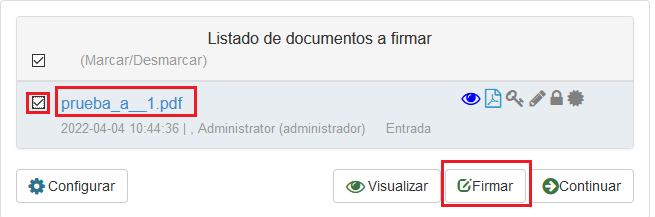 Listado de documentos a firmar
(Marcar/Desmarcar)
prueba_a__1.pdf
2022-04-04 10:44:36 | , Administrator (administrador) Entrada
Configurar Visualizar Firmar Continuar